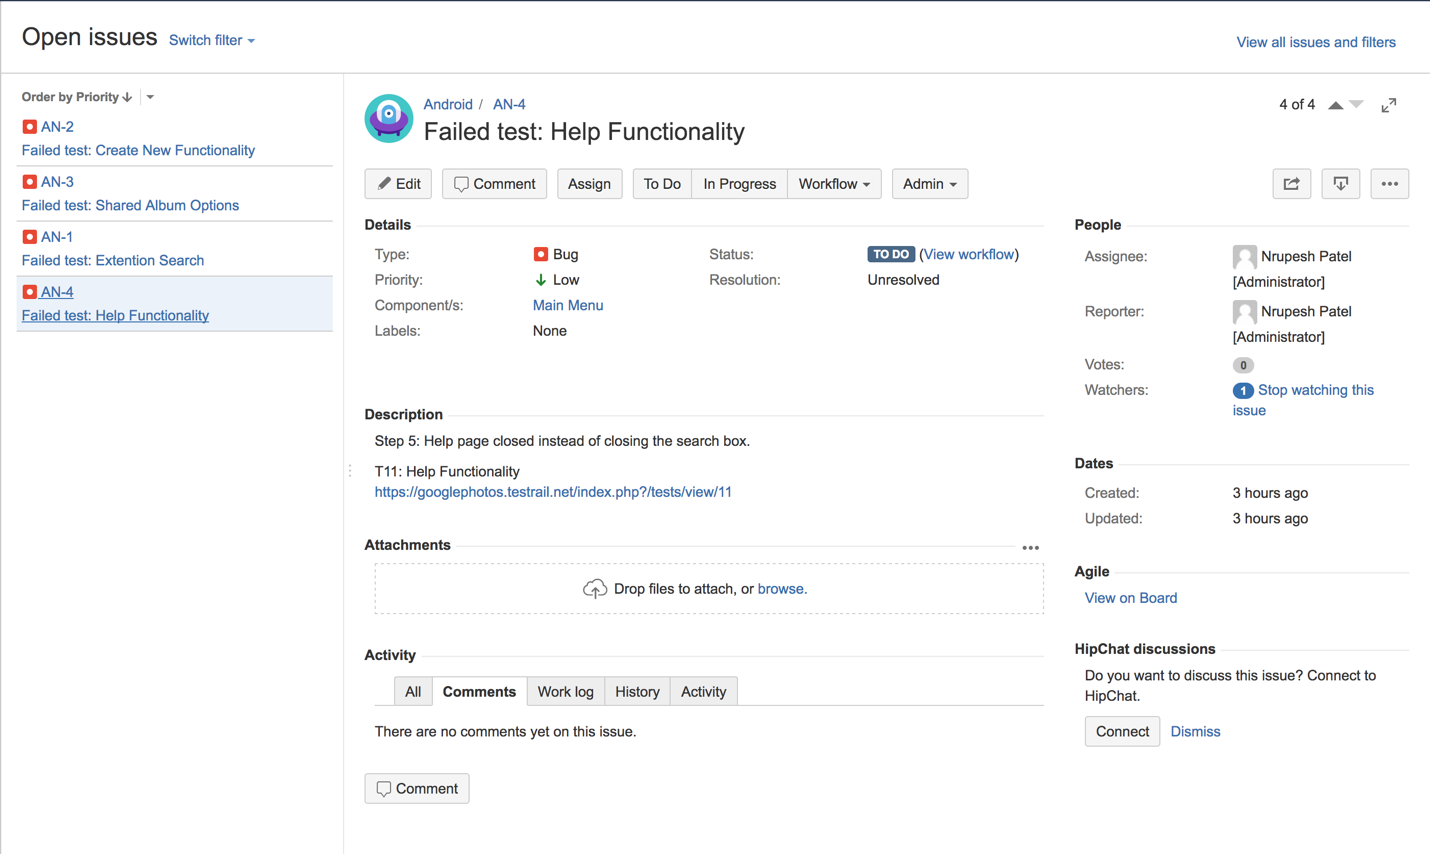 Open issues Switch filter
View all issues and filters
Order by Priority
AN-2
Failed test: Create New Functionality
AN-3
Failed test: Shared Album Options
AN-1
Failed test: Extention Search
AN-4
Failed test: Help Functionality
Android / AN-4
4 of 4
Failed test: Help Functionality
Edit Comment Assign To Do In Progress Workflow Admin
Details
Type: Bug Status: TO DO (View workflow)
Priority: Low Resolution: Unresolved
Component/s: Main Menu
Labels: None
Description
Step 5: Help page closed instead of closing the search box.
T11: Help Functionality
https://googlephotos.testrail.net/index.php?/tests/view/11
Attachments
Drop files to attach, or browse.
Activity
All Comments Work log History Activity
There are no comments yet on this issue.
Comment
People
Assignee: Nrupesh Patel
[Administrator]
Reporter: Nrupesh Patel
[Administrator]
Votes: 0
Watchers: 1 Stop watching this
issue
Dates
Created: 3 hours ago
Updated: 3 hours ago
Agile
View on Board
HipChat discussions
Do you want to discuss this issue? Connect to
HipChat.
Connect Dismiss